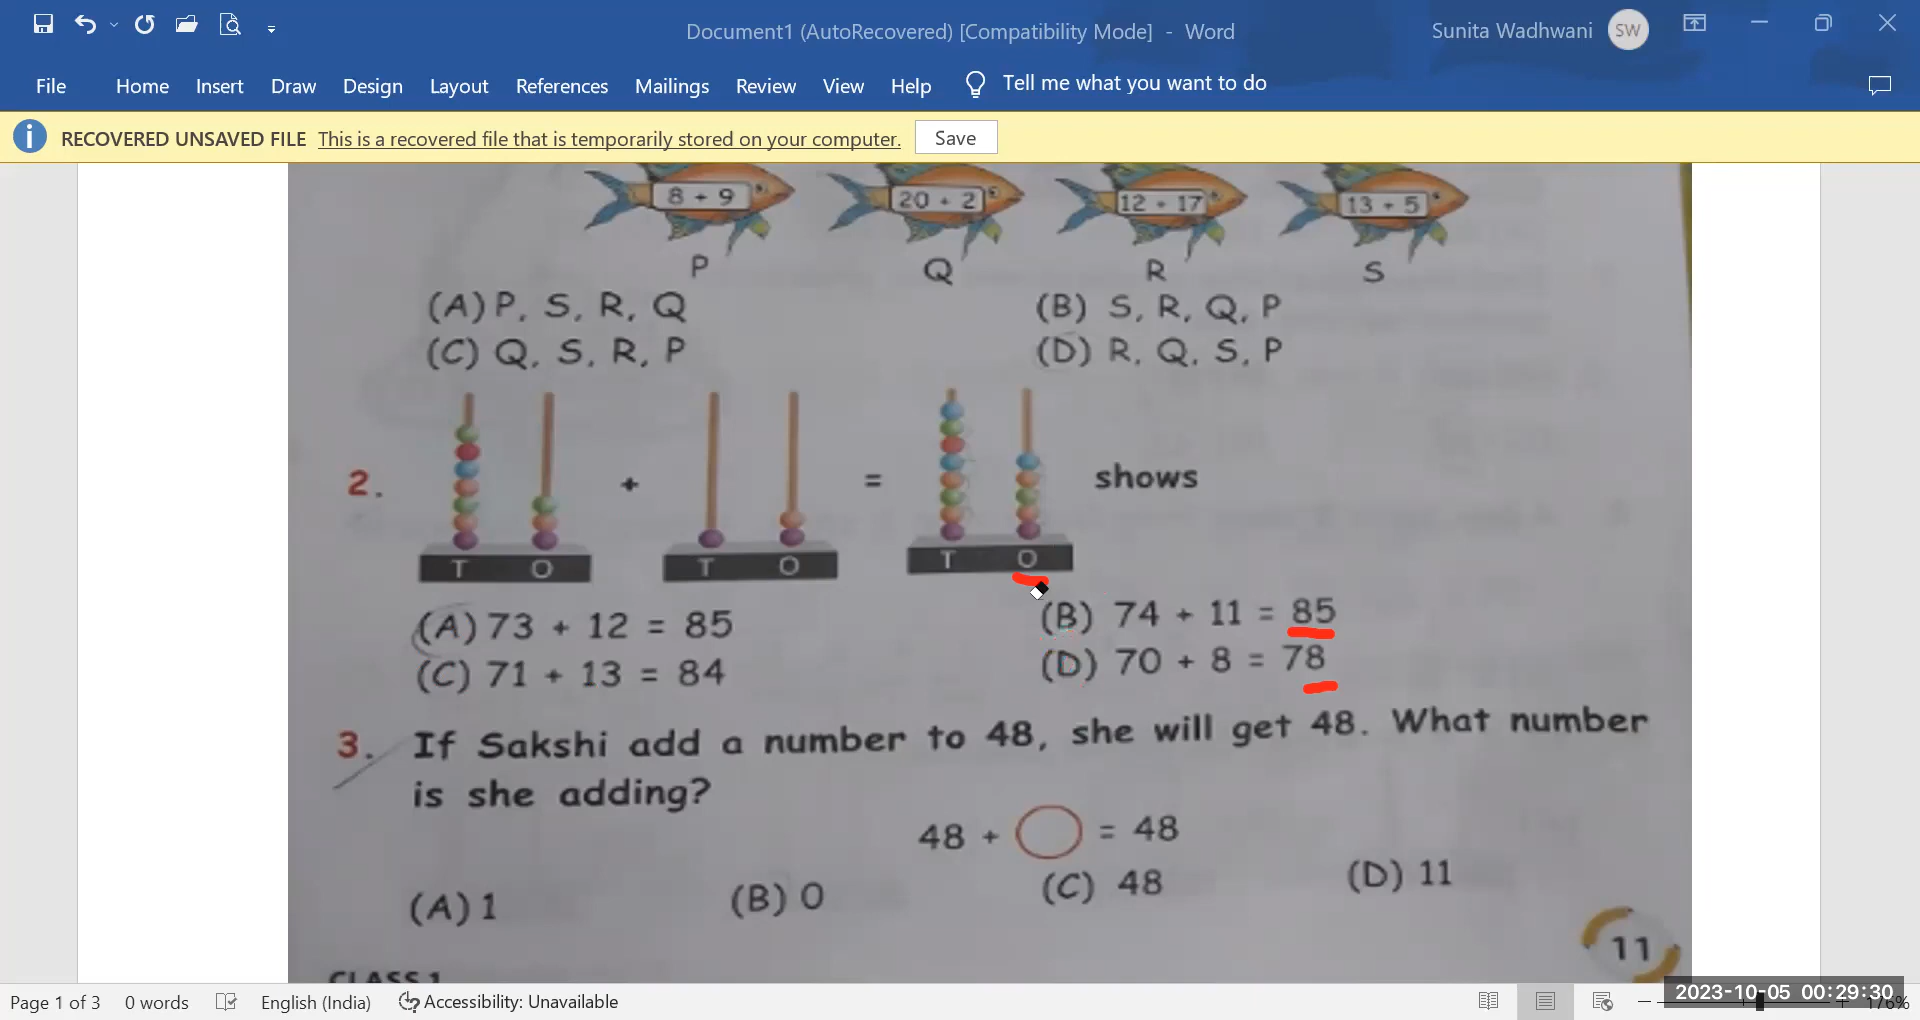 Document1 (AutoRecovered) [Compatibility Mode] - Word
Sunita Wadhwani
SW
File Home Insert Draw Design Layout References Mailings Review View Help Tell me what you want to do
RECOVERED UNSAVED FILE This is a recovered file that is temporarily stored on your computer. Save
8 + 9 20 + 2 12 + 17 13 + 5
P Q R S
(A) P, S, R, Q (B) S, R, Q, P
(C) Q, S, R, P (D) R, Q, S, P
2. + = shows
T O T O T O
(A) 73 + 12 = 85 (B) 74 + 11 = 85
(C) 71 + 13 = 84 (D) 70 + 8 = 78
3. If Sakshi add a number to 48, she will get 48. What number
is she adding?
48 + = 48
(A) 1 (B) 0 (C) 48 (D) 11
11
CLASS 1
Page 1 of 3 0 words English (India) Accessibility: Unavailable
2023-10-05 00:29:30
176%